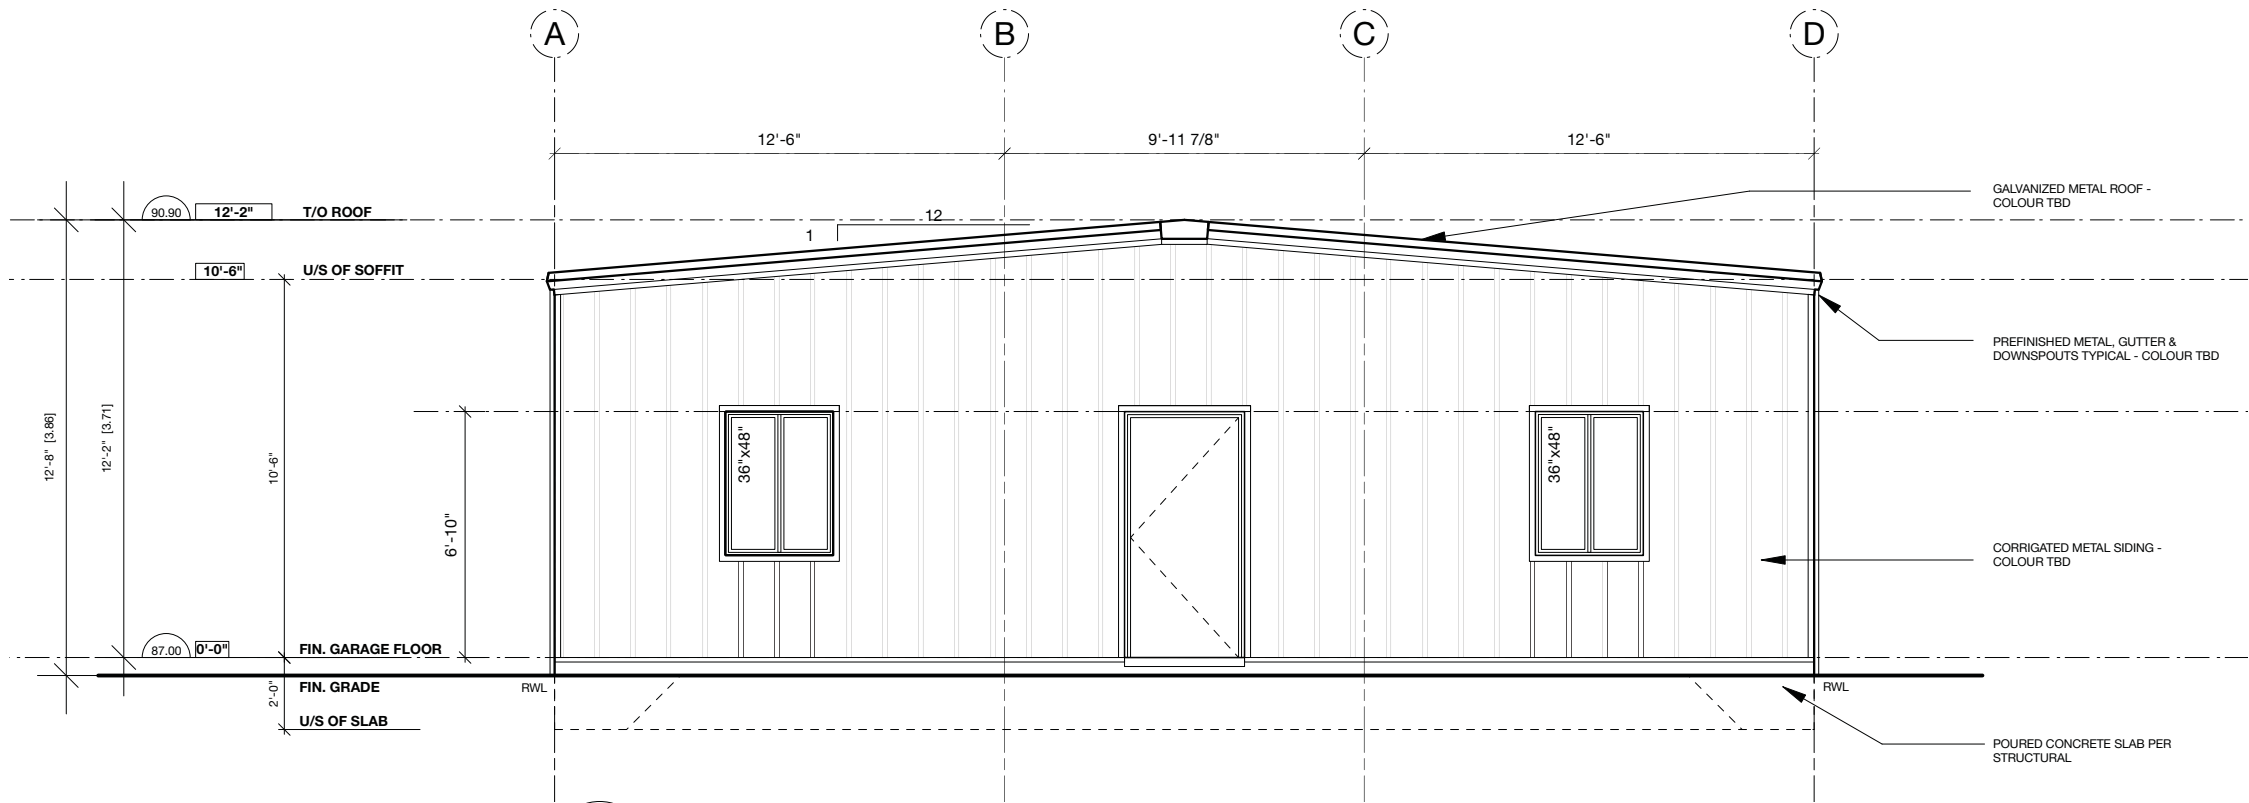 A
B
C
D
12'-6"
9'-11 7/8"
12'-6"
GALVANIZED METAL ROOF -
COLOUR TBD
90.90
12'-2"
T/O ROOF
12
1
10'-6"
U/S OF SOFFIT
PREFINISHED METAL, GUTTER &
DOWNSPOUTS TYPICAL - COLOUR TBD
12'-8" [3.86]
12'-2" [3.71]
10'-6"
6'-10"
36"x48"
36"x48"
CORRIGATED METAL SIDING -
COLOUR TBD
87.00
0'-0"
FIN. GARAGE FLOOR
2'-0"
FIN. GRADE
RWL
RWL
U/S OF SLAB
POURED CONCRETE SLAB PER
STRUCTURAL